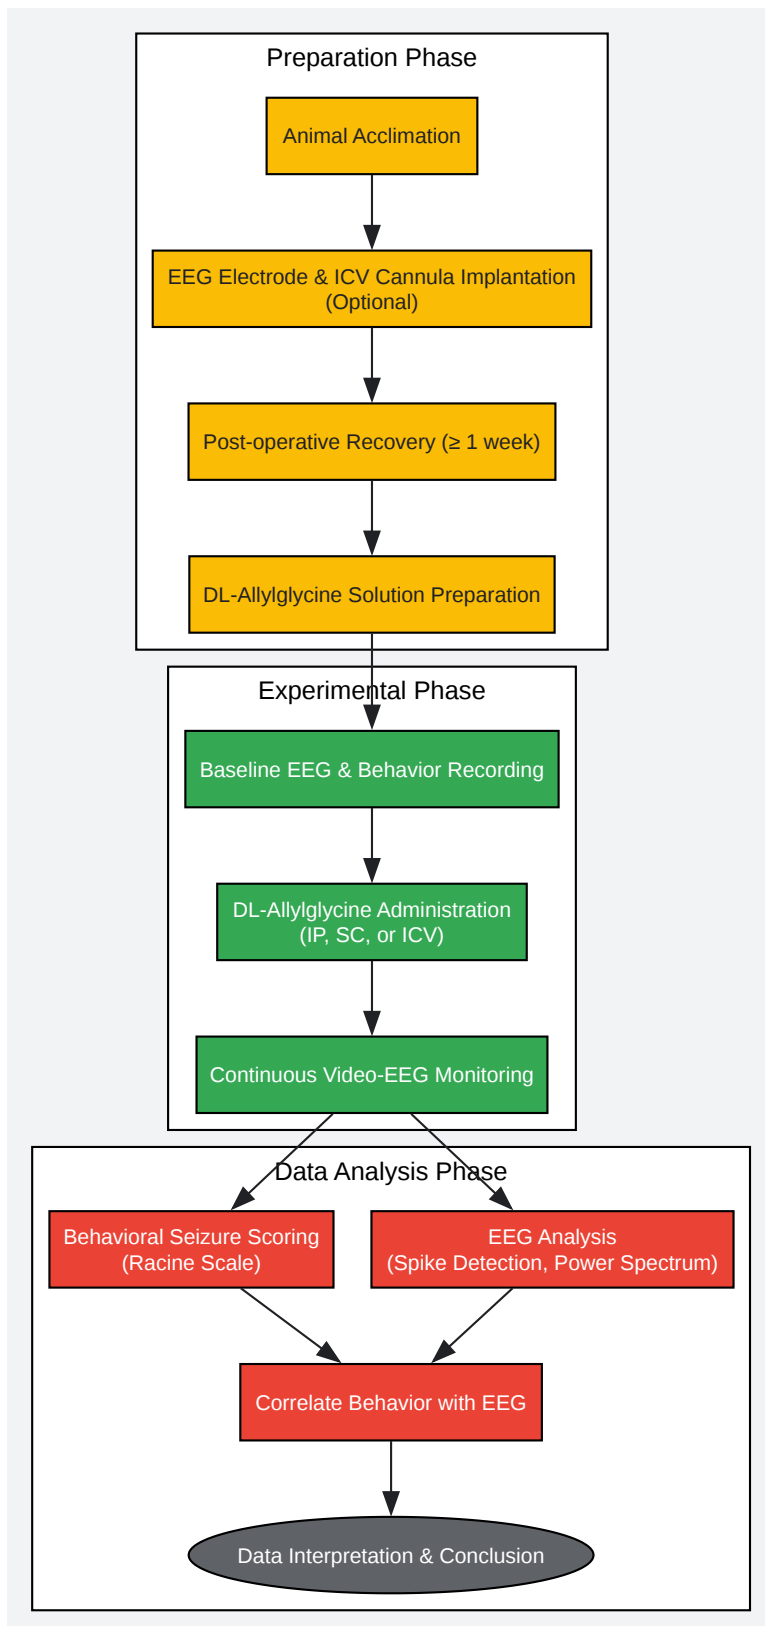 Preparation Phase
Animal Acclimation
EEG Electrode & ICV Cannula Implantation
(Optional)
Post-operative Recovery (≥ 1 week)
DL-Allylglycine Solution Preparation
Experimental Phase
Baseline EEG & Behavior Recording
DL-Allylglycine Administration
(IP, SC, or ICV)
Continuous Video-EEG Monitoring
Data Analysis Phase
Behavioral Seizure Scoring
(Racine Scale)
EEG Analysis
(Spike Detection, Power Spectrum)
Correlate Behavior with EEG
Data Interpretation & Conclusion